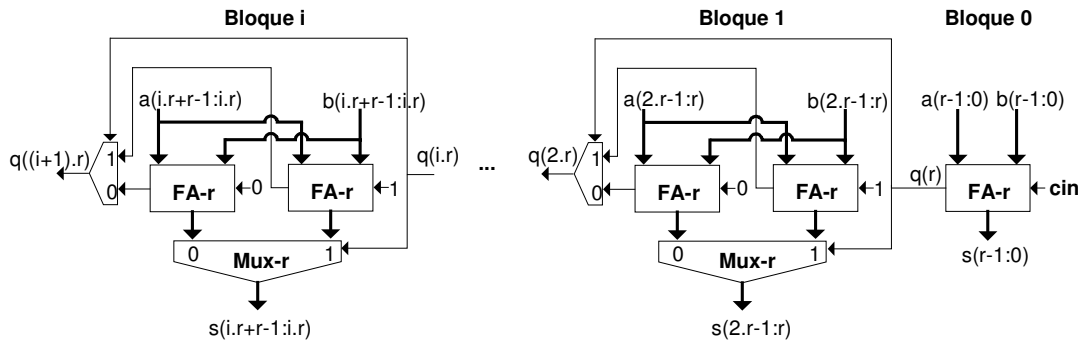 Bloque i
Bloque 1
Bloque 0
a(i.r+r-1:i.r)
b(i.r+r-1:i.r)
a(2.r-1:r)
b(2.r-1:r)
a(r-1:0)
b(r-1:0)
q((i+1).r)
1
0
FA-r
0
FA-r
1
q(i.r)
...
q(2.r)
1
0
FA-r
0
FA-r
1
q(r)
FA-r
cin
0
Mux-r
1
0
Mux-r
1
s(r-1:0)
s(i.r+r-1:i.r)
s(2.r-1:r)